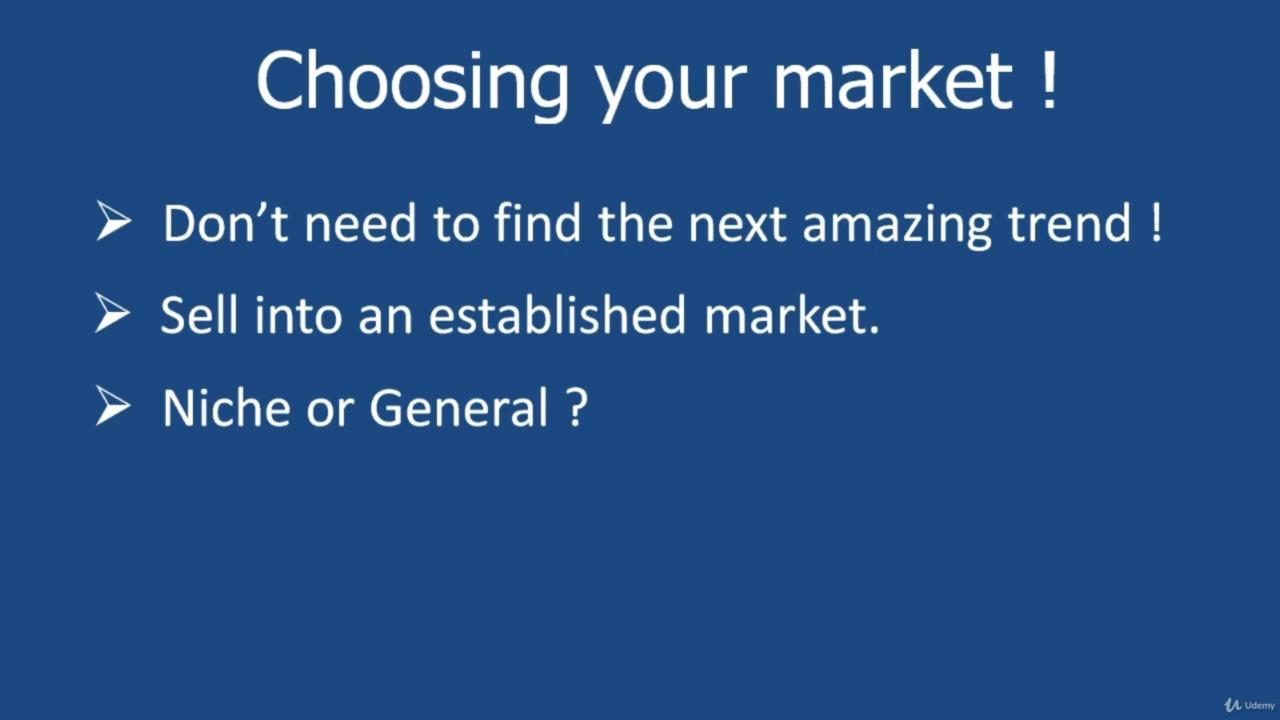 Choosing your market !
Don't need to find the next amazing trend !
Sell into an established market.
Niche or General ?
Udemy